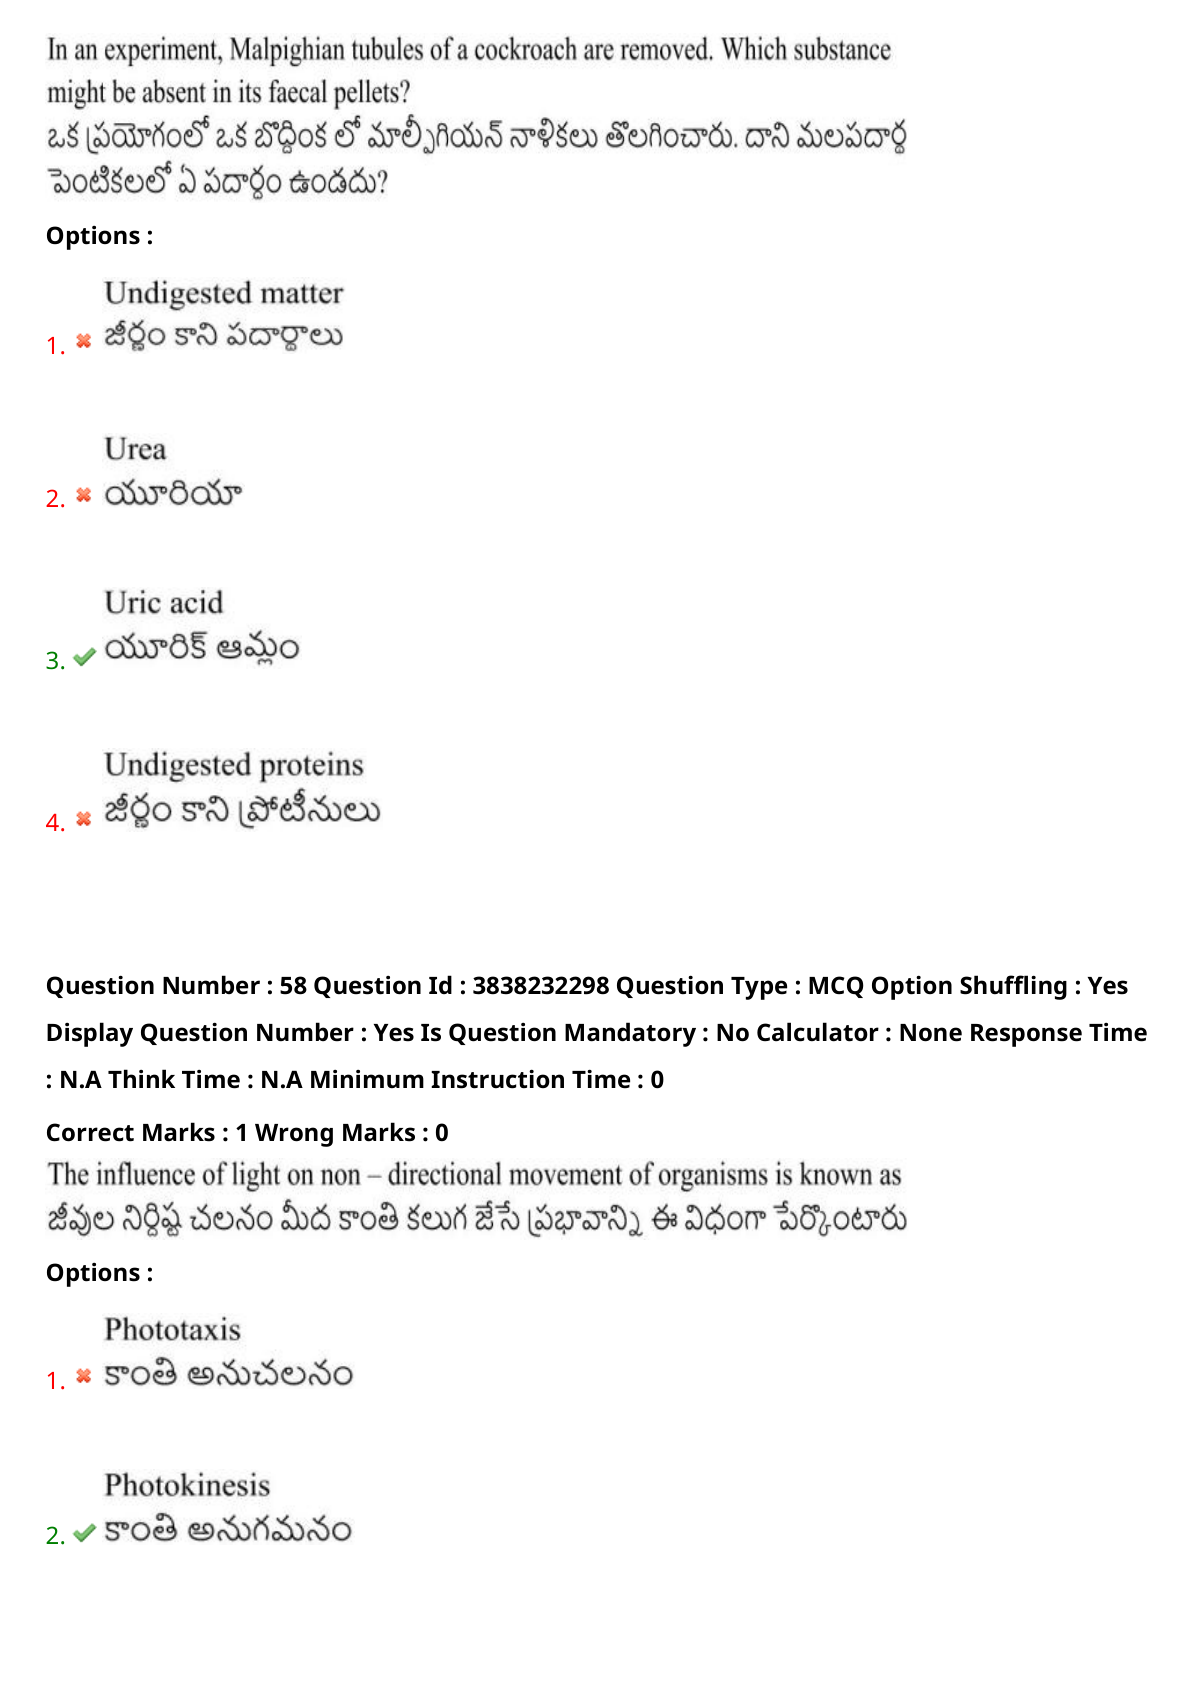 In an experiment, Malpighian tubules of a cockroach are removed. Which substance
might be absent in its faecal pellets?
ఒక ప్రయోగంలో ఒక బొద్దింక లో మాల్పీగియన్ నాళికలు తొలగించారు. దాని మలపదార్థ
పెంటికలలో ఏ పదార్థం ఉండదు?
Options :
Undigested matter
1. జీర్ణం కాని పదార్థాలు
Urea
2. యూరియా
Uric acid
3. యూరిక్ ఆమ్లం
Undigested proteins
4. జీర్ణం కాని ప్రోటీనులు
Question Number : 58 Question Id : 3838232298 Question Type : MCQ Option Shuffling : Yes
Display Question Number : Yes Is Question Mandatory : No Calculator : None Response Time
: N.A Think Time : N.A Minimum Instruction Time : 0
Correct Marks : 1 Wrong Marks : 0
The influence of light on non – directional movement of organisms is known as
జీవుల నిర్దిష్ట చలనం మీద కాంతి కలుగ జేసే ప్రభావాన్ని ఈ విధంగా పేర్కొంటారు
Options :
Phototaxis
1. కాంతి అనుచలనం
Photokinesis
2. కాంతి అనుగమనం